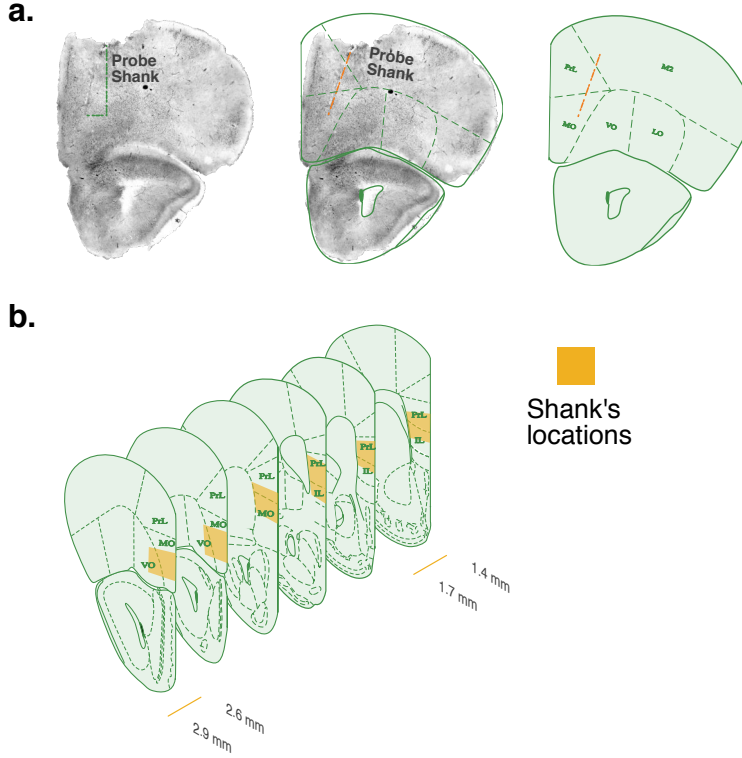 a.
Probe
Shank
Probe
Shank
PrL
M2
MO
VO
LO
b.
PrL
IL
PrL
IL
PrL
IL
PrL
MO
PrL
MO
VO
PrL
MO
VO
Shank's
locations
1.4 mm
1.7 mm
2.6 mm
2.9 mm